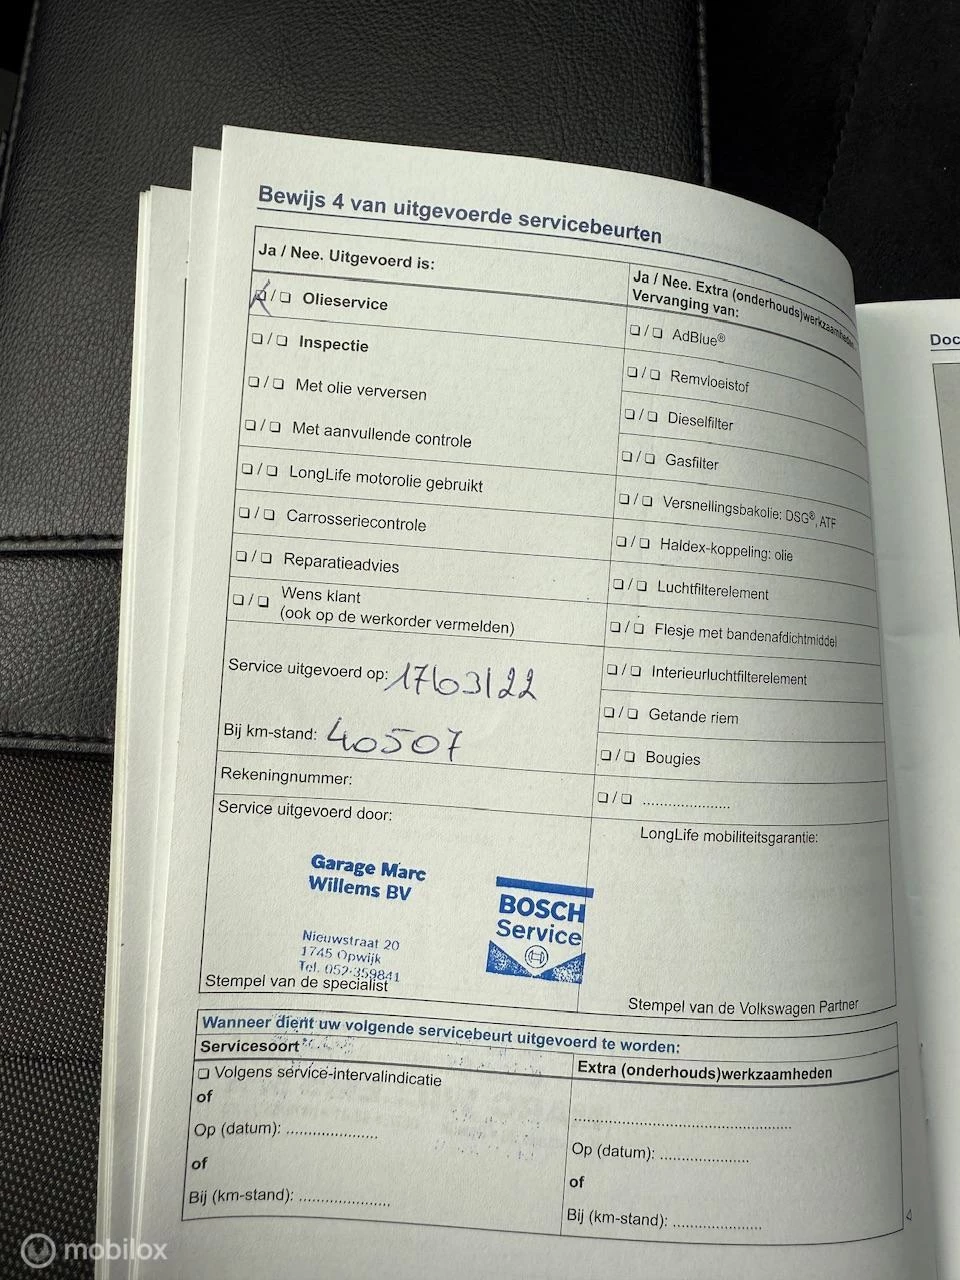 Bewijs 4 van uitgevoerde servicebeurten
Ja / Nee. Uitgevoerd is:
❏ / ❏ Olieservice
❏ / ❏ Inspectie
❏ / ❏ Met olie verversen
❏ / ❏ Met aanvullende controle
❏ / ❏ LongLife motorolie gebruikt
❏ / ❏ Carrosseriecontrole
❏ / ❏ Reparatieadvies
❏ / ❏ Wens klant
(ook op de werkorder vermelden)
Service uitgevoerd op: 17/03/22
Bij km-stand: 40507
Rekeningnummer:
Service uitgevoerd door:
Garage Marc
Willems BV
Nieuwstraat 20
1745 Opwijk
Tel. 052-359841
BOSCH
Service
Stempel van de specialist
Ja / Nee. Extra (onderhouds)werkzaamheden
Vervanging van:
❏ / ❏ AdBlue®
❏ / ❏ Remvloeistof
❏ / ❏ Dieselfilter
❏ / ❏ Gasfilter
❏ / ❏ Versnellingsbakolie: DSG®, ATF
❏ / ❏ Haldex-koppeling: olie
❏ / ❏ Luchtfilterelement
❏ / ❏ Flesje met bandenafdichtmiddel
❏ / ❏ Interieurluchtfilterelement
❏ / ❏ Getande riem
❏ / ❏ Bougies
❏ / ❏ .....................
LongLife mobiliteitsgarantie:
Stempel van de Volkswagen Partner
Wanneer dient uw volgende servicebeurt uitgevoerd te worden:
Servicesoort
❏ Volgens service-intervalindicatie
of
Op (datum): .....................
of
Bij (km-stand): .....................
Extra (onderhouds)werkzaamheden
..................................................
Op (datum): .....................
of
Bij (km-stand): .....................
Doc
mobilox